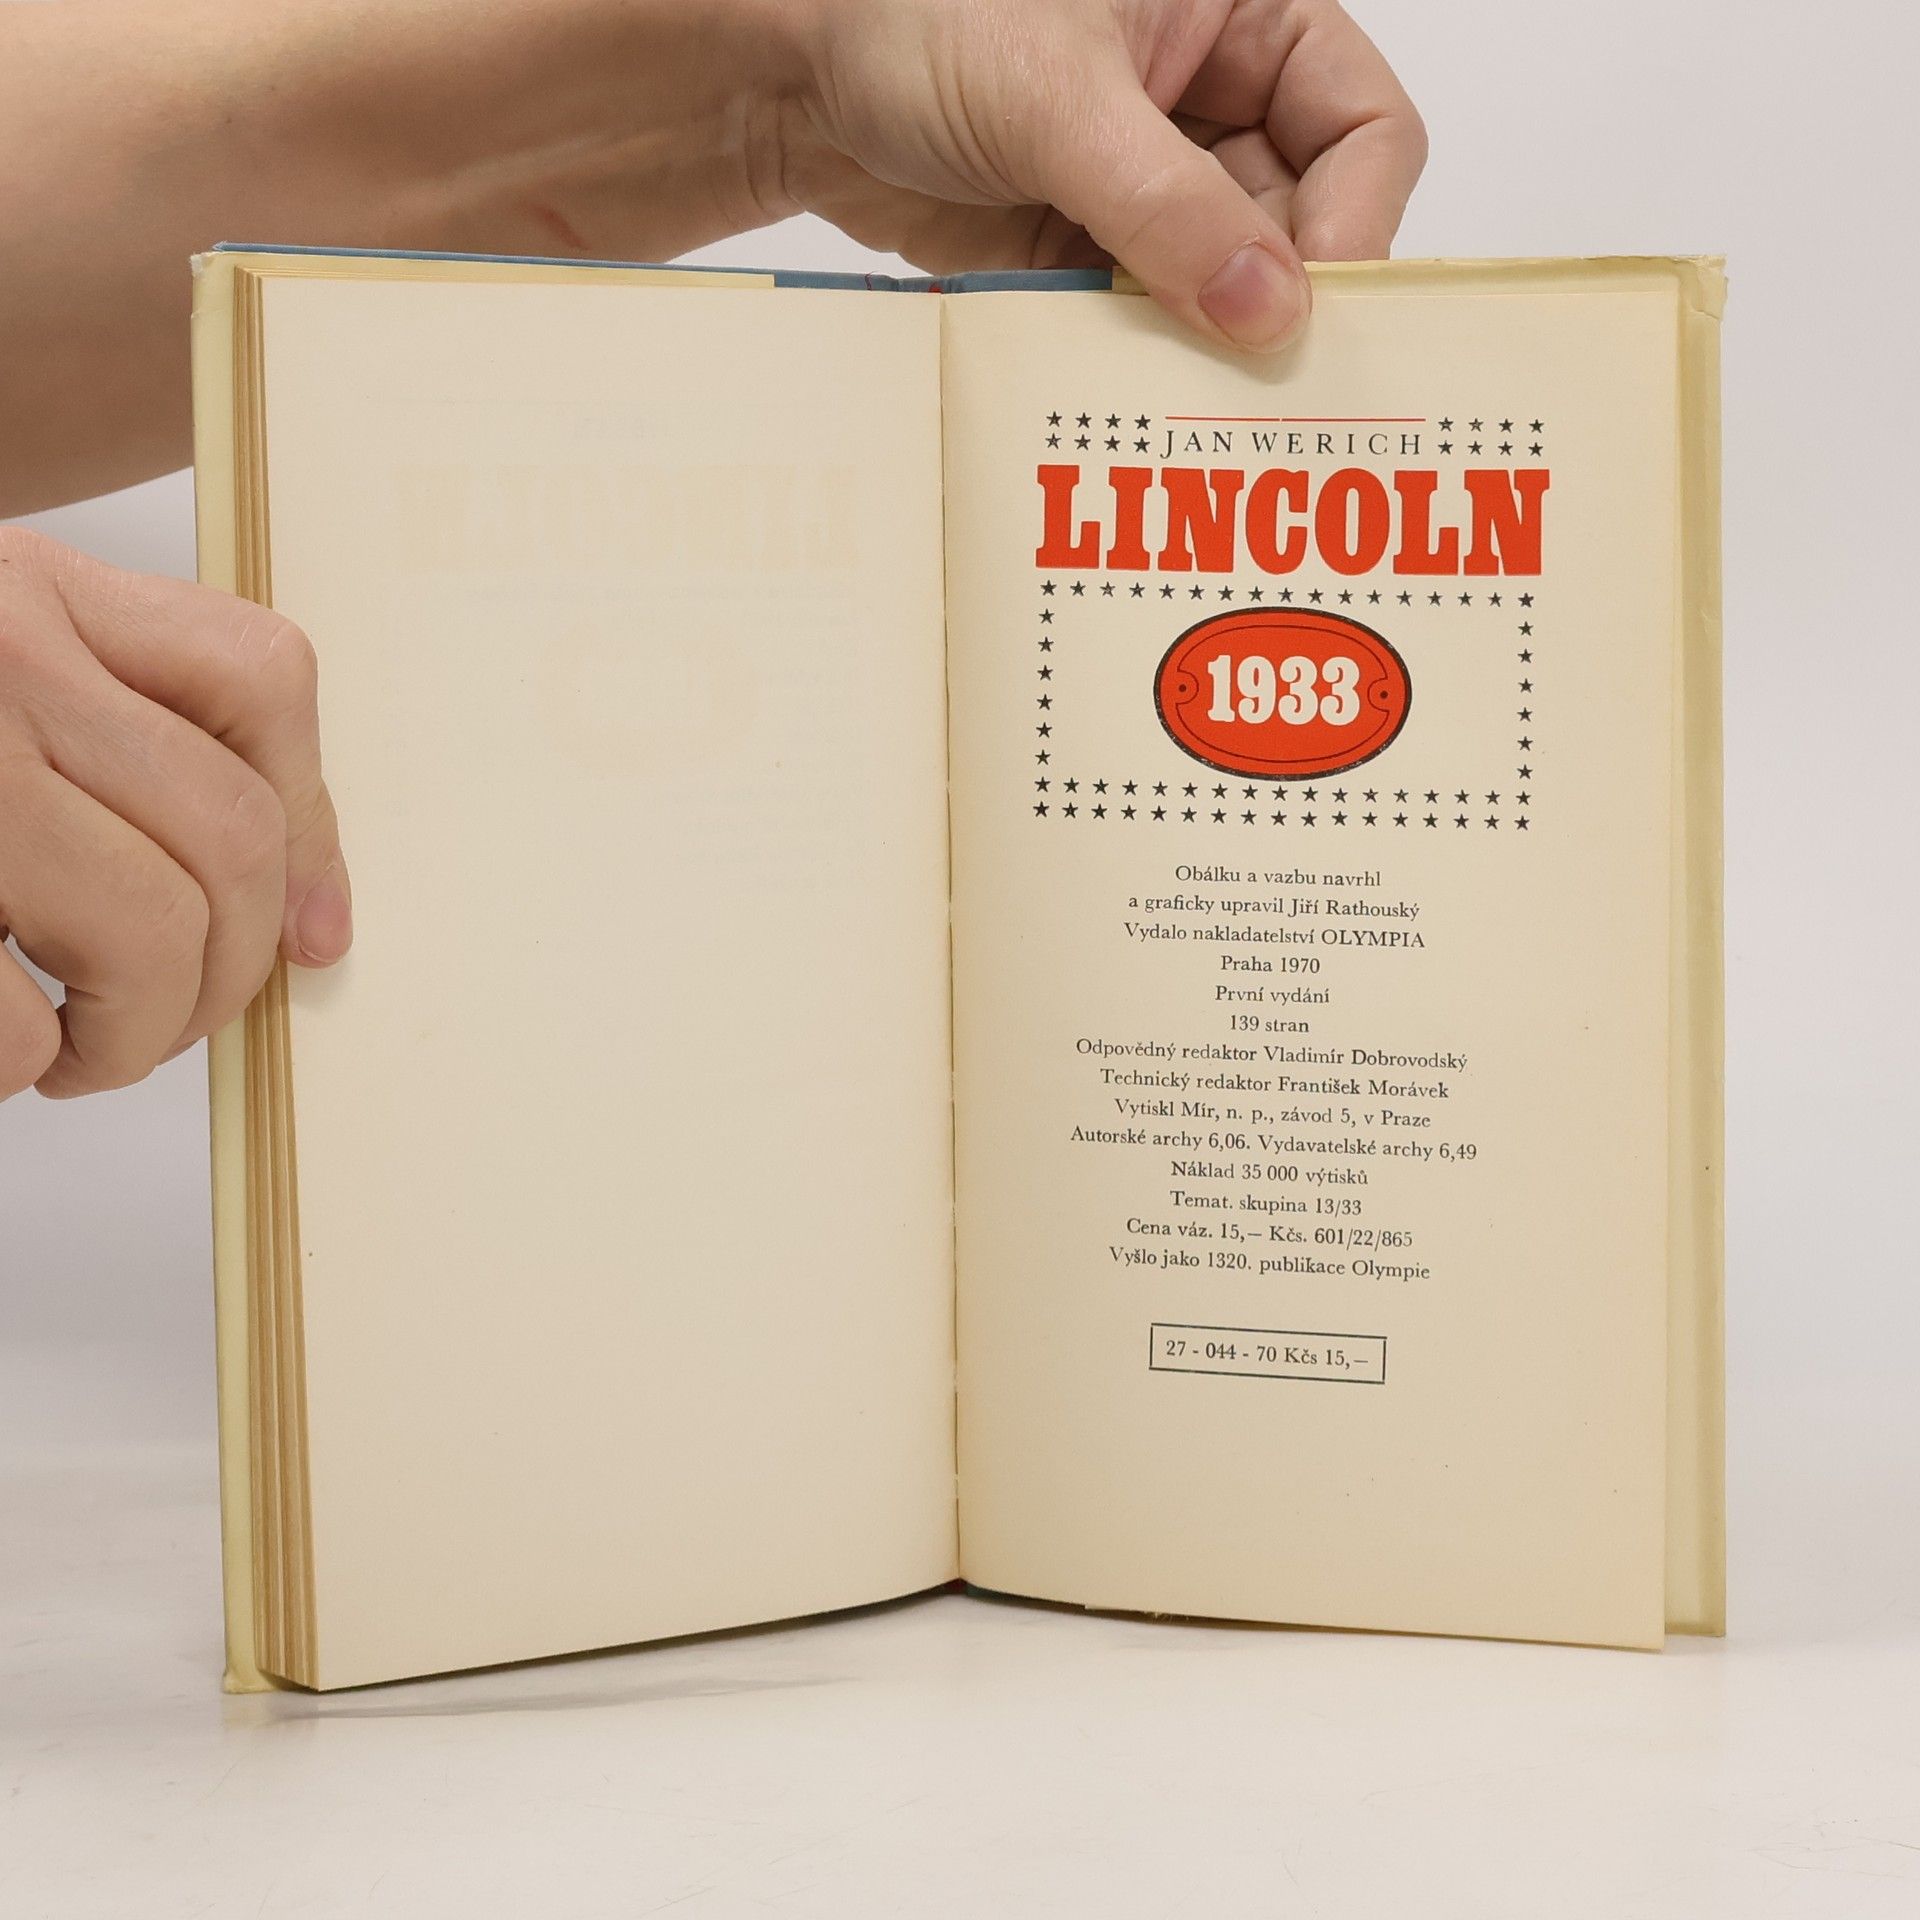 JAN WERICH
LINCOLN
1933
Obálku a vazbu navrhl
a graficky upravil Jiří Rathouský
Vydalo nakladatelství OLYMPIA
Praha 1970
První vydání
139 stran
Odpovědný redaktor Vladimír Dobrovodský
Technický redaktor František Morávek
Vytiskl Mír, n. p., závod 5, v Praze
Autorské archy 6,06. Vydavatelské archy 6,49
Náklad 35 000 výtisků
Temat. skupina 13/33
Cena váz. 15,— Kčs. 601/22/865
Vyšlo jako 1320. publikace Olympie
27 - 044 - 70 Kčs 15,—